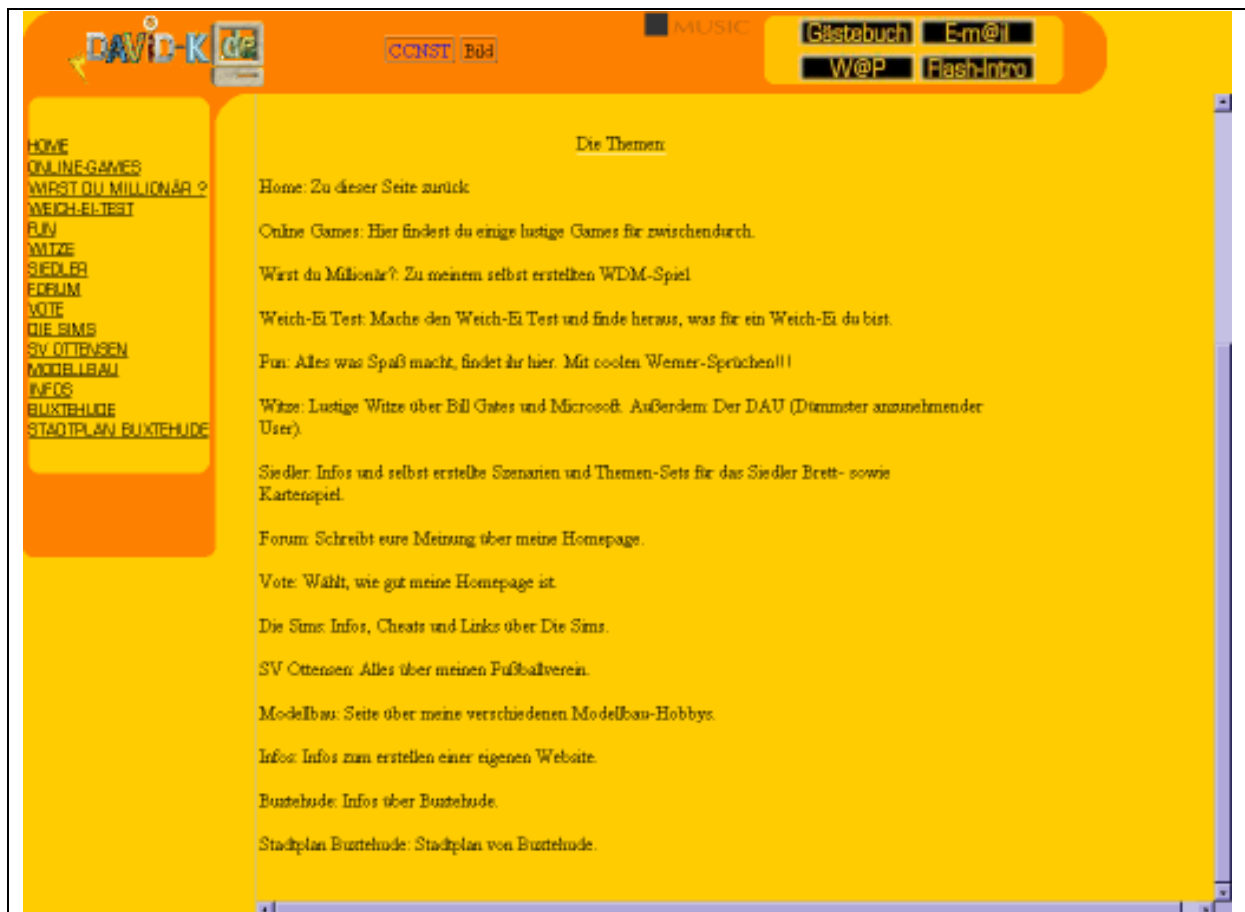 DAViD-K de
CCNST Bild
MUSIC
Gästebuch E-m@il
W@P Flash-Intro
HOME
ONLINE-GAMES
WIRST DU MILLIONÄR ?
WEICH-EI-TEST
FUN
WITZE
SIEDLER
FORUM
VOTE
DIE SIMS
SV OTTENSEN
MODELLBAU
INFOS
BUXTEHUDE
STADTPLAN BUXTEHUDE
Die Themen:
Home: Zu dieser Seite zurück
Online Games: Hier findest du einige lustige Games für zwischendurch.
Wirst du Millionär?: Zu meinem selbst erstellten WDM-Spiel
Weich-Ei Test: Mache den Weich-Ei Test und finde heraus, was für ein Weich-Ei du bist.
Fun: Alles was Spaß macht, findet ihr hier. Mit coolen Werner-Sprüchen!!!
Witze: Lustige Witze über Bill Gates und Microsoft. Außerdem: Der DAU (Dümmster anzunehmender
User).
Siedler: Infos und selbst erstellte Szenarien und Themen-Sets für das Siedler Brett- sowie
Kartenspiel.
Forum: Schreibt eure Meinung über meine Homepage.
Vote: Wählt, wie gut meine Homepage ist.
Die Sims: Infos, Cheats und Links über Die Sims.
SV Ottensen: Alles über meinen Fußballverein.
Modellbau: Seite über meine verschiedenen Modellbau-Hobbys.
Infos: Infos zum erstellen einer eigenen Website.
Buxtehude: Infos über Buxtehude.
Stadtplan Buxtehude: Stadtplan von Buxtehude.